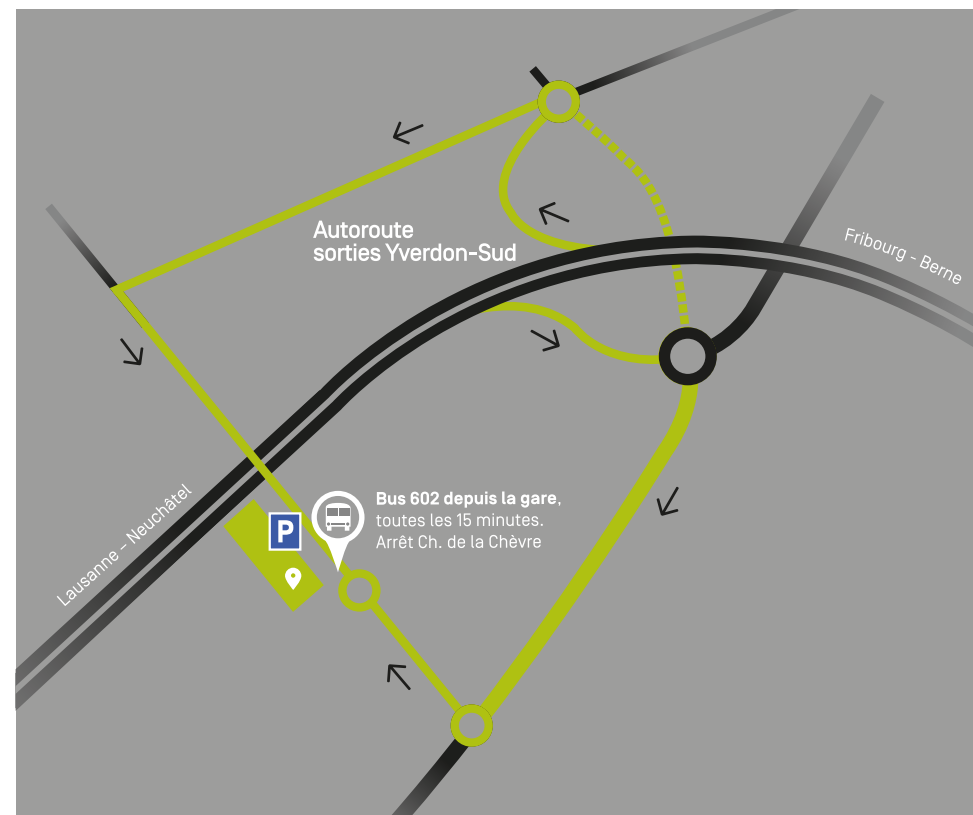 Autoroute
sorties Yverdon-Sud
Fribourg - Berne
Lausanne - Neuchâtel
P
Bus 602 depuis la gare,
toutes les 15 minutes.
Arrêt Ch. de la Chèvre